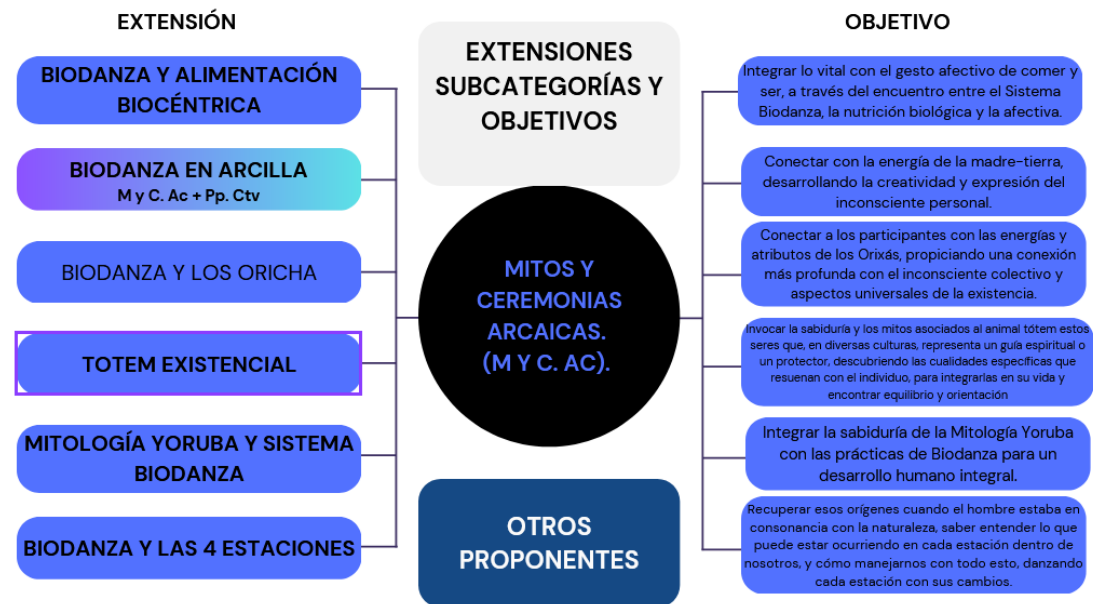 EXTENSIÓN
BIODANZA Y ALIMENTACIÓN
BIOCÉNTRICA
BIODANZA EN ARCILLA
M y C. Ac + Pp. Ctv
BIODANZA Y LOS ORICHA
TOTEM EXISTENCIAL
MITOLOGÍA YORUBA Y SISTEMA
BIODANZA
BIODANZA Y LAS 4 ESTACIONES
EXTENSIONES
SUBCATEGORÍAS Y
OBJETIVOS
MITOS Y
CEREMONIAS
ARCAICAS.
(M Y C. AC).
OTROS
PROPONENTES
OBJETIVO
Integrar lo vital con el gesto afectivo de comer y
ser, a través del encuentro entre el Sistema
Biodanza, la nutrición biológica y la afectiva.
Conectar con la energía de la madre-tierra,
desarrollando la creatividad y expresión del
inconsciente personal.
Conectar a los participantes con las energías y
atributos de los Orixás, propiciando una conexión
más profunda con el inconsciente colectivo y
aspectos universales de la existencia.
Invocar la sabiduría y los mitos asociados al animal tótem estos
seres que, en diversas culturas, representa un guía espiritual o
un protector, descubriendo las cualidades específicas que
resuenan con el individuo, para integrarlas en su vida y
encontrar equilibrio y orientación
Integrar la sabiduría de la Mitología Yoruba
con las prácticas de Biodanza para un
desarrollo humano integral.
Recuperar esos orígenes cuando el hombre estaba en
consonancia con la naturaleza, saber entender lo que
puede estar ocurriendo en cada estación dentro de
nosotros, y cómo manejarnos con todo esto, danzando
cada estación con sus cambios.